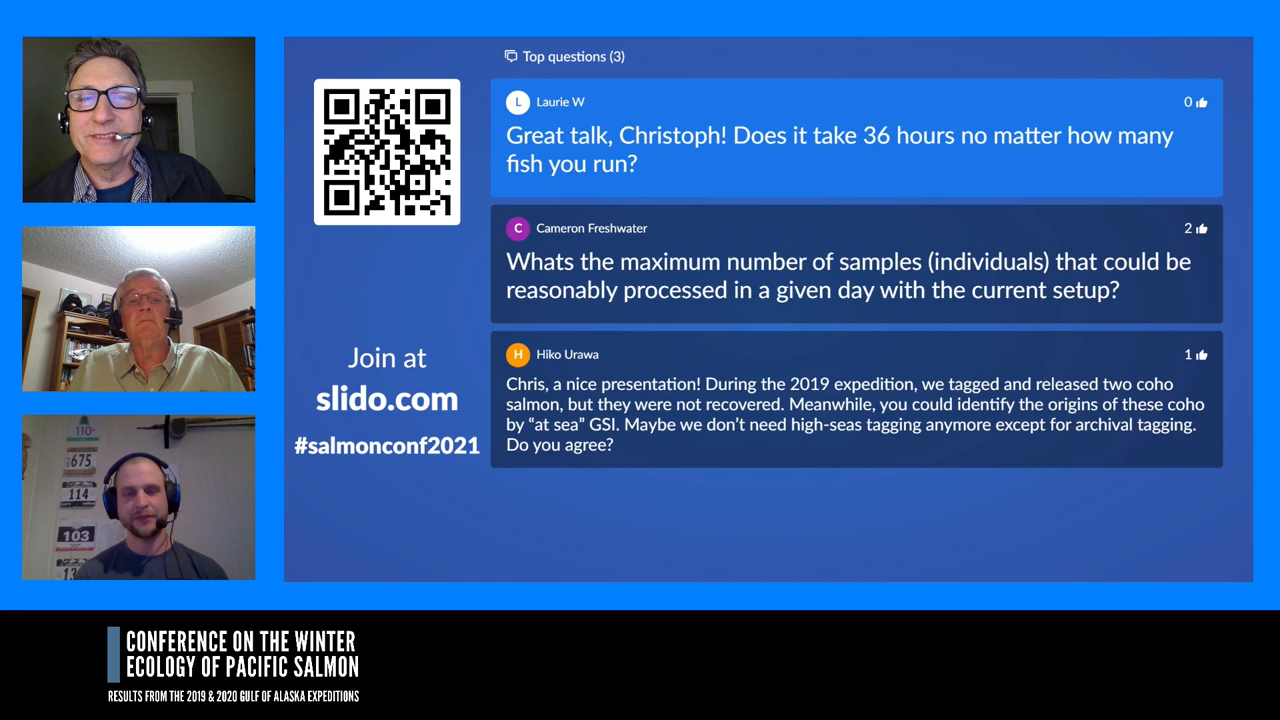 Top questions (3)
L Laurie W 0
Great talk, Christoph! Does it take 36 hours no matter how many
fish you run?
C Cameron Freshwater 2
Whats the maximum number of samples (individuals) that could be
reasonably processed in a given day with the current setup?
H Hiko Urawa 1
Chris, a nice presentation! During the 2019 expedition, we tagged and released two coho
salmon, but they were not recovered. Meanwhile, you could identify the origins of these coho
by “at sea” GSI. Maybe we don’t need high-seas tagging anymore except for archival tagging.
Do you agree?
Join at
slido.com
#salmonconf2021
110
675
114
103
CONFERENCE ON THE WINTER
ECOLOGY OF PACIFIC SALMON
RESULTS FROM THE 2019 & 2020 GULF OF ALASKA EXPEDITIONS